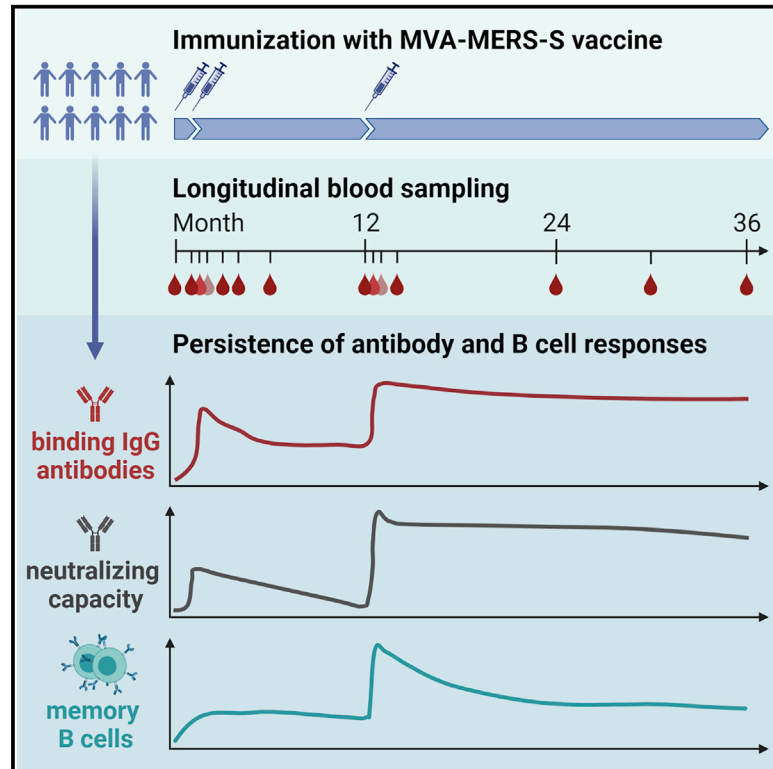 Immunization with MVA-MERS-S vaccine
Longitudinal blood sampling
Month 12 24 36
Persistence of antibody and B cell responses
binding IgG
antibodies
neutralizing
capacity
memory
B cells